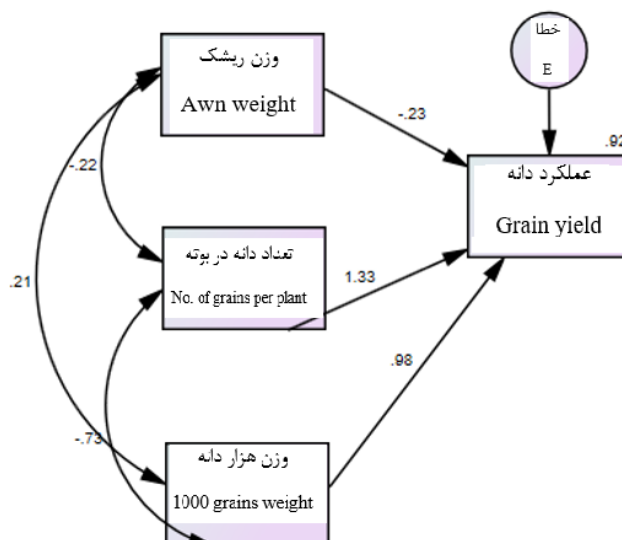 وزن ریشک
Awn weight
خطا
E
-.23
.92
عملکرد دانه
Grain yield
-.22
تعداد دانه در بوته
No. of grains per plant
1.33
.21
.98
-.73
وزن هزار دانه
1000 grains weight